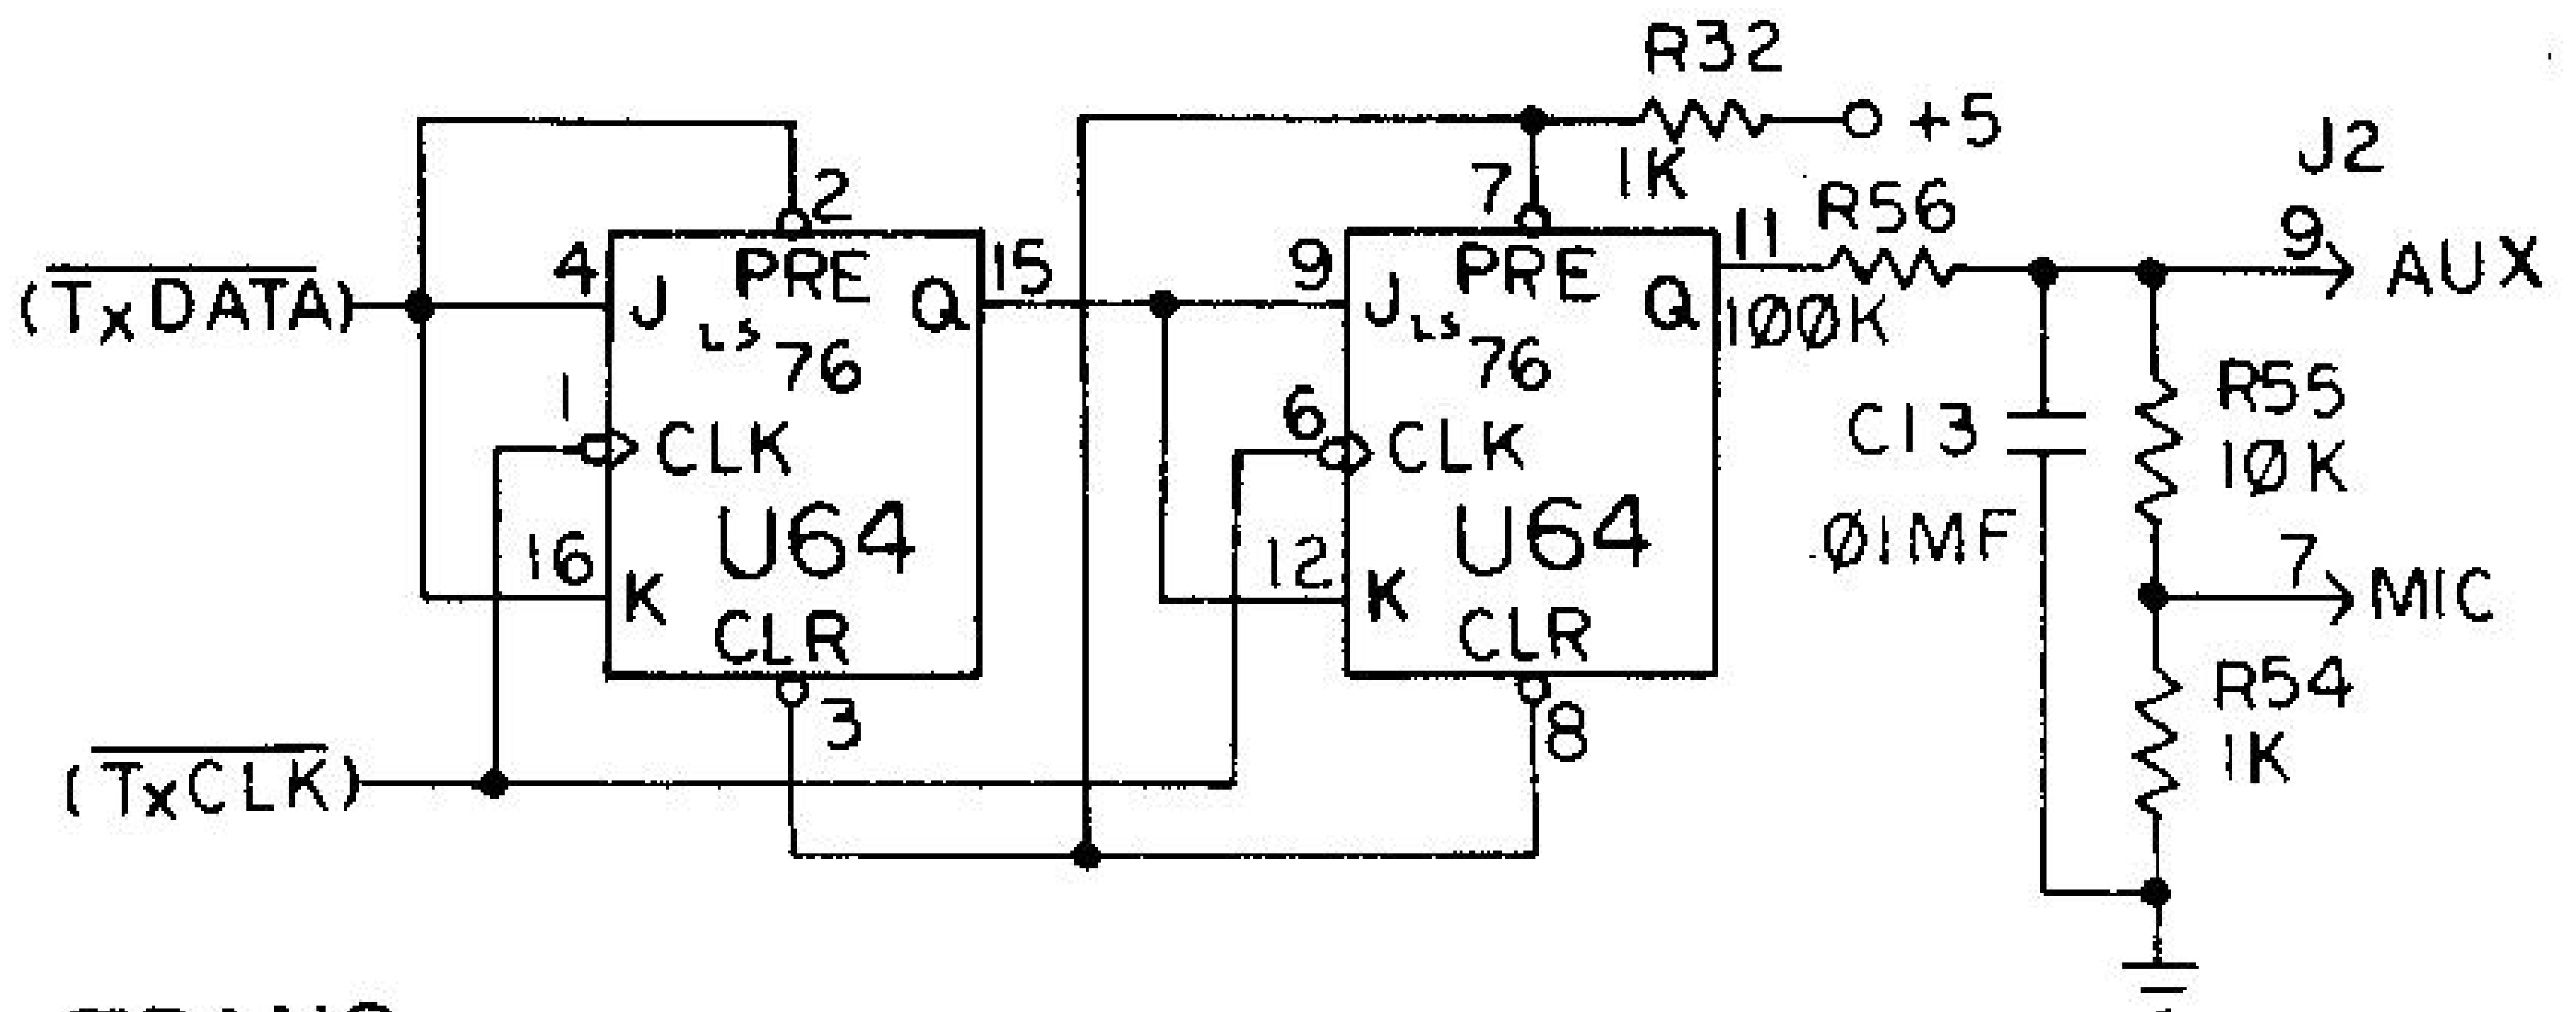 R32
+5
1K
J2
2
7
R56
11
9
AUX
(TxDATA)
4
J
PRE
Q
15
9
J
PRE
Q
100K
LS
76
LS
76
1
CLK
6
CLK
C13
R55
10K
.01MF
16
K
U64
12
K
U64
7
MIC
CLR
CLR
3
8
R54
1K
(TxCLK)